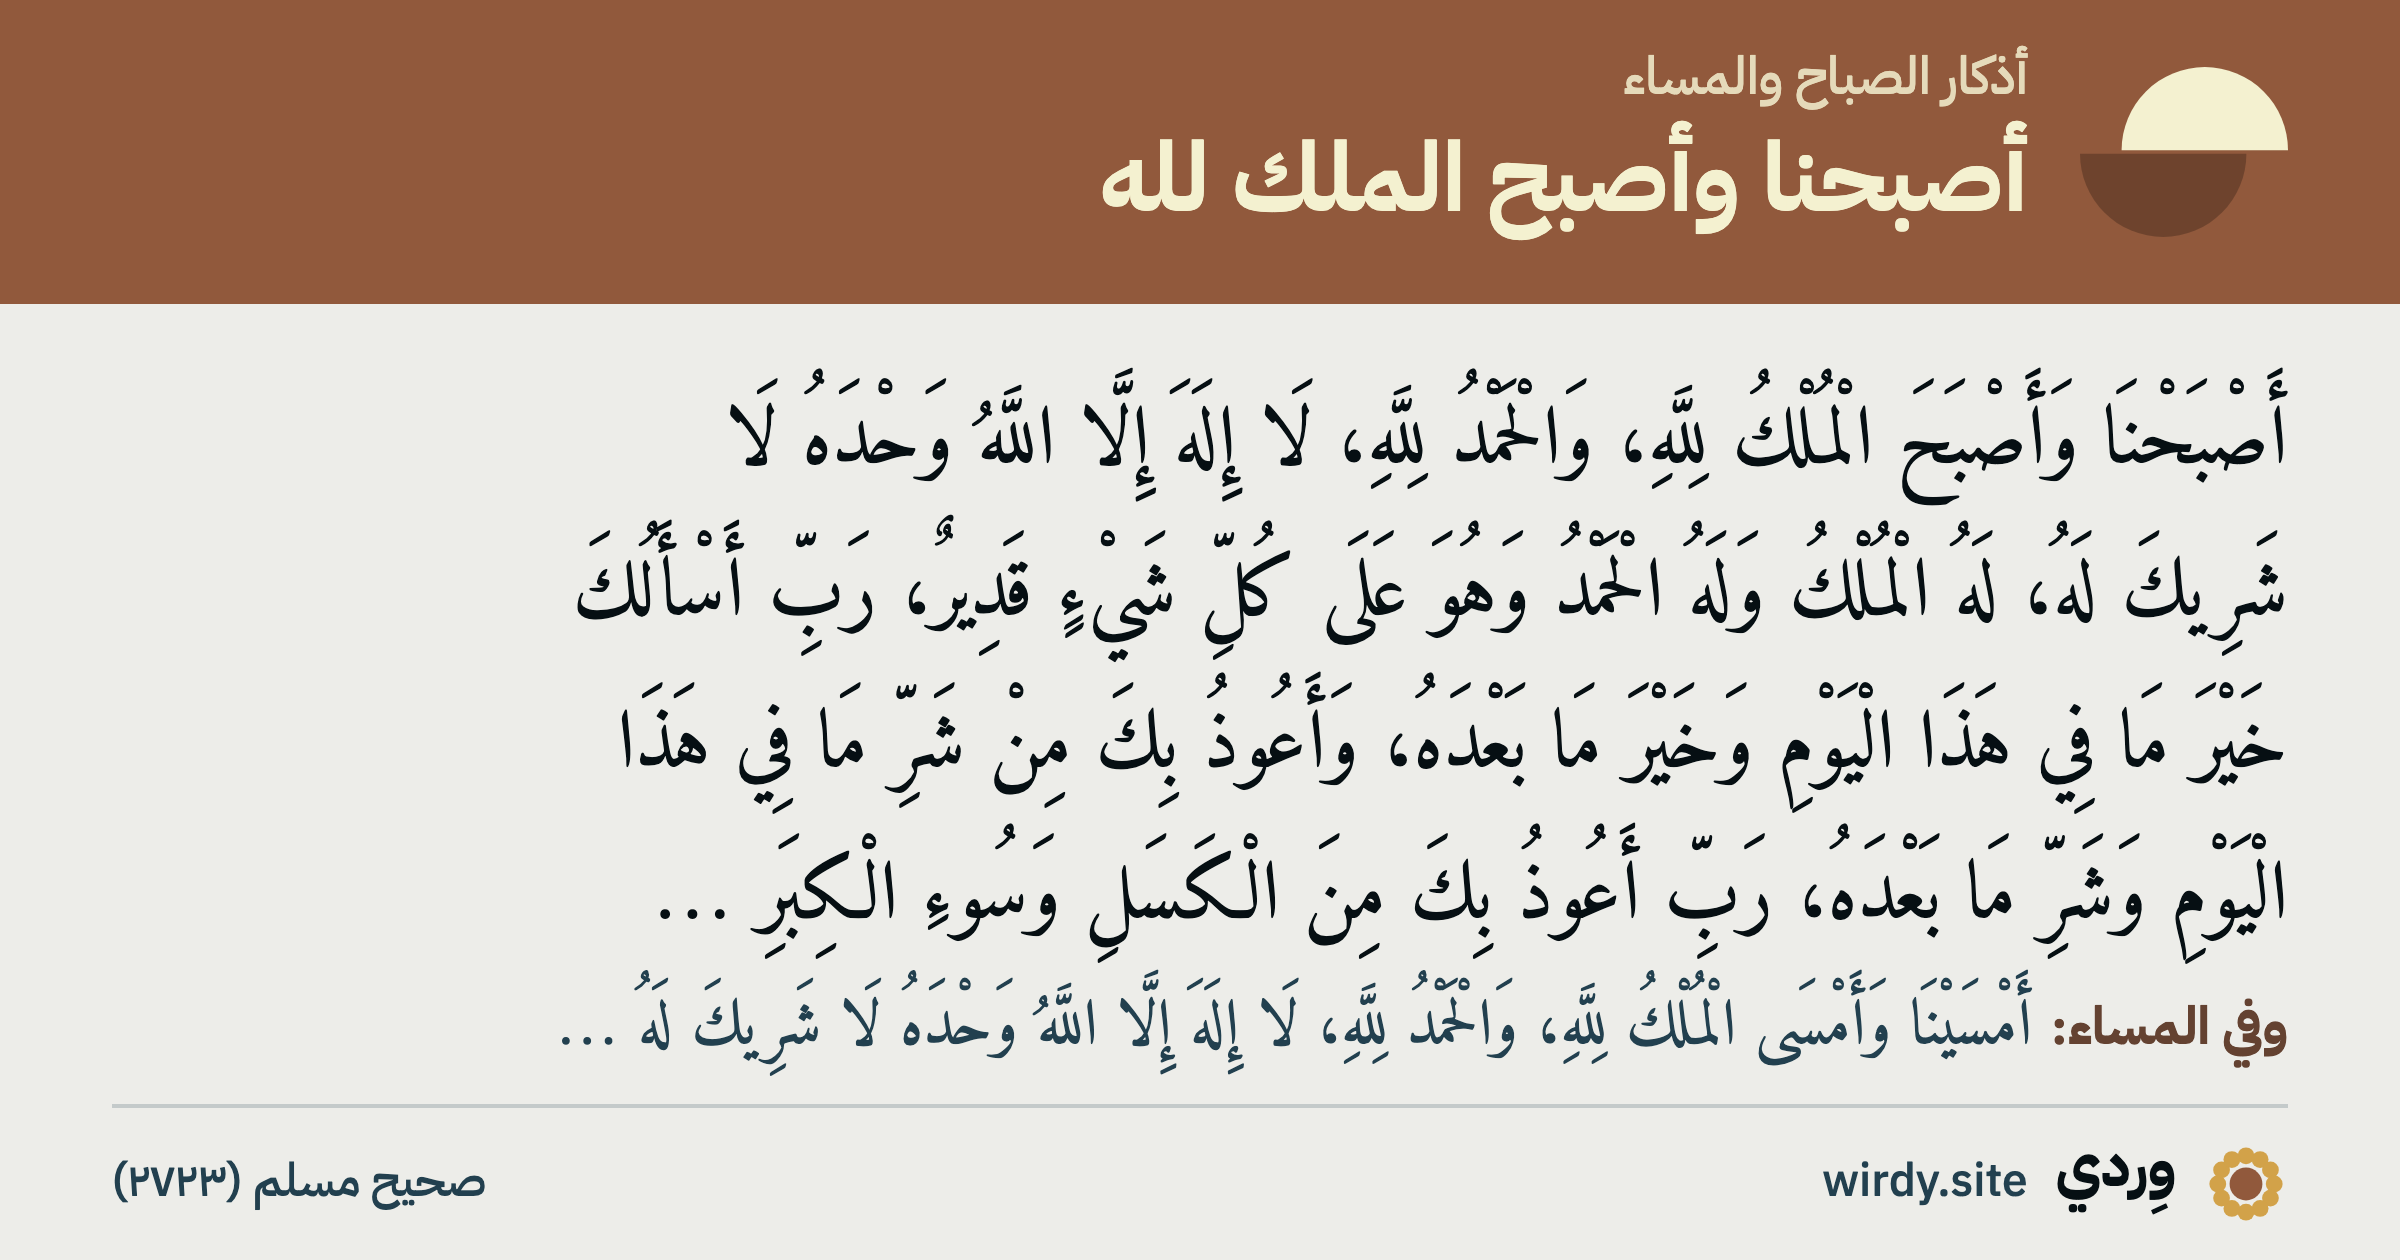 أذكار الصباح والمساء
أصبحنا وأصبح الملك لله
أَصْبَحْنَا وَأَصْبَحَ الْمُلْكُ لِلَّهِ، وَالْحَمْدُ لِلَّهِ، لَا إِلَهَ إِلَّا اللَّهُ وَحْدَهُ لَا
شَرِيكَ لَهُ، لَهُ الْمُلْكُ وَلَهُ الْحَمْدُ وَهُوَ عَلَى كُلِّ شَيْءٍ قَدِيرٌ، رَبِّ أَسْأَلُكَ
خَيْرَ مَا فِي هَذَا الْيَوْمِ وَخَيْرَ مَا بَعْدَهُ، وَأَعُوذُ بِكَ مِنْ شَرِّ مَا فِي هَذَا
الْيَوْمِ وَشَرِّ مَا بَعْدَهُ، رَبِّ أَعُوذُ بِكَ مِنَ الْكَسَلِ وَسُوءِ الْكِبَرِ ...
وفي المساء: أَمْسَيْنَا وَأَمْسَى الْمُلْكُ لِلَّهِ، وَالْحَمْدُ لِلَّهِ، لَا إِلَهَ إِلَّا اللَّهُ وَحْدَهُ لَا شَرِيكَ لَهُ ...
وِردي wirdy.site
صحيح مسلم (٢٧٢٣)